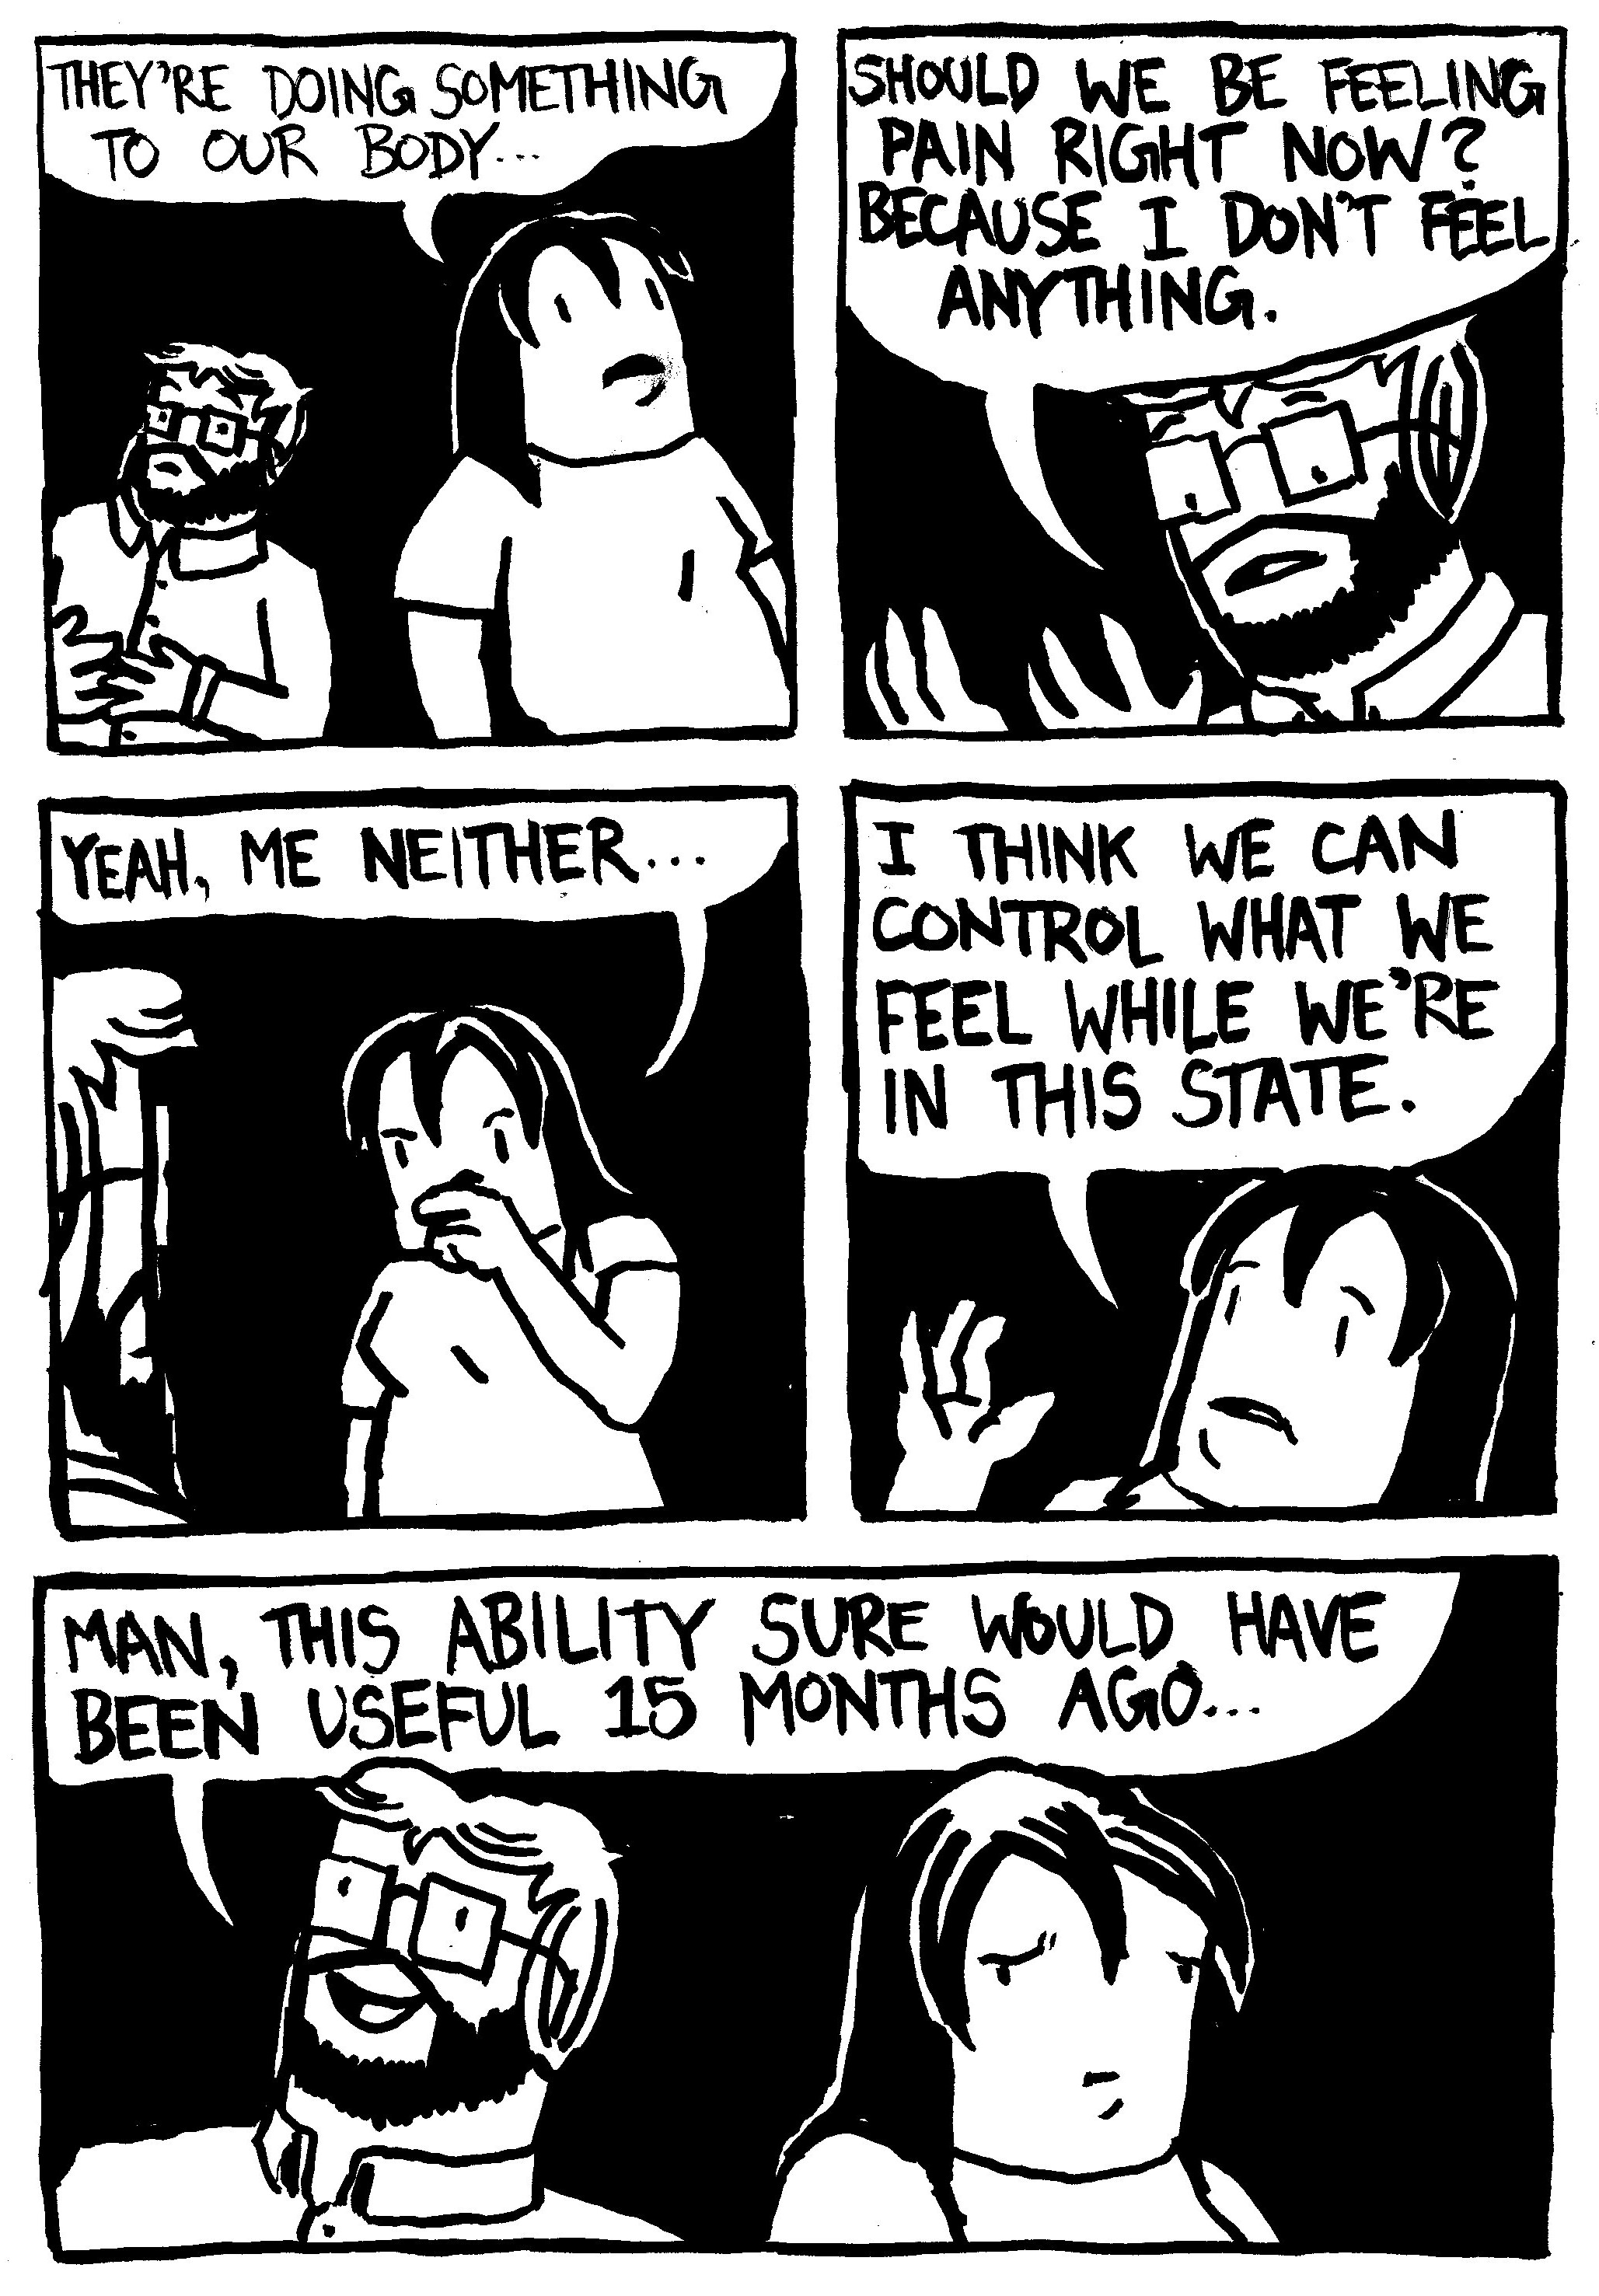 THEY'RE DOING SOMETHING
TO OUR BODY...
SHOULD WE BE FEELING
PAIN RIGHT NOW?
BECAUSE I DON'T FEEL
ANYTHING.
YEAH, ME NEITHER...
I THINK WE CAN
CONTROL WHAT WE
FEEL WHILE WE'RE
IN THIS STATE.
MAN, THIS ABILITY SURE WOULD HAVE
BEEN USEFUL 15 MONTHS AGO...